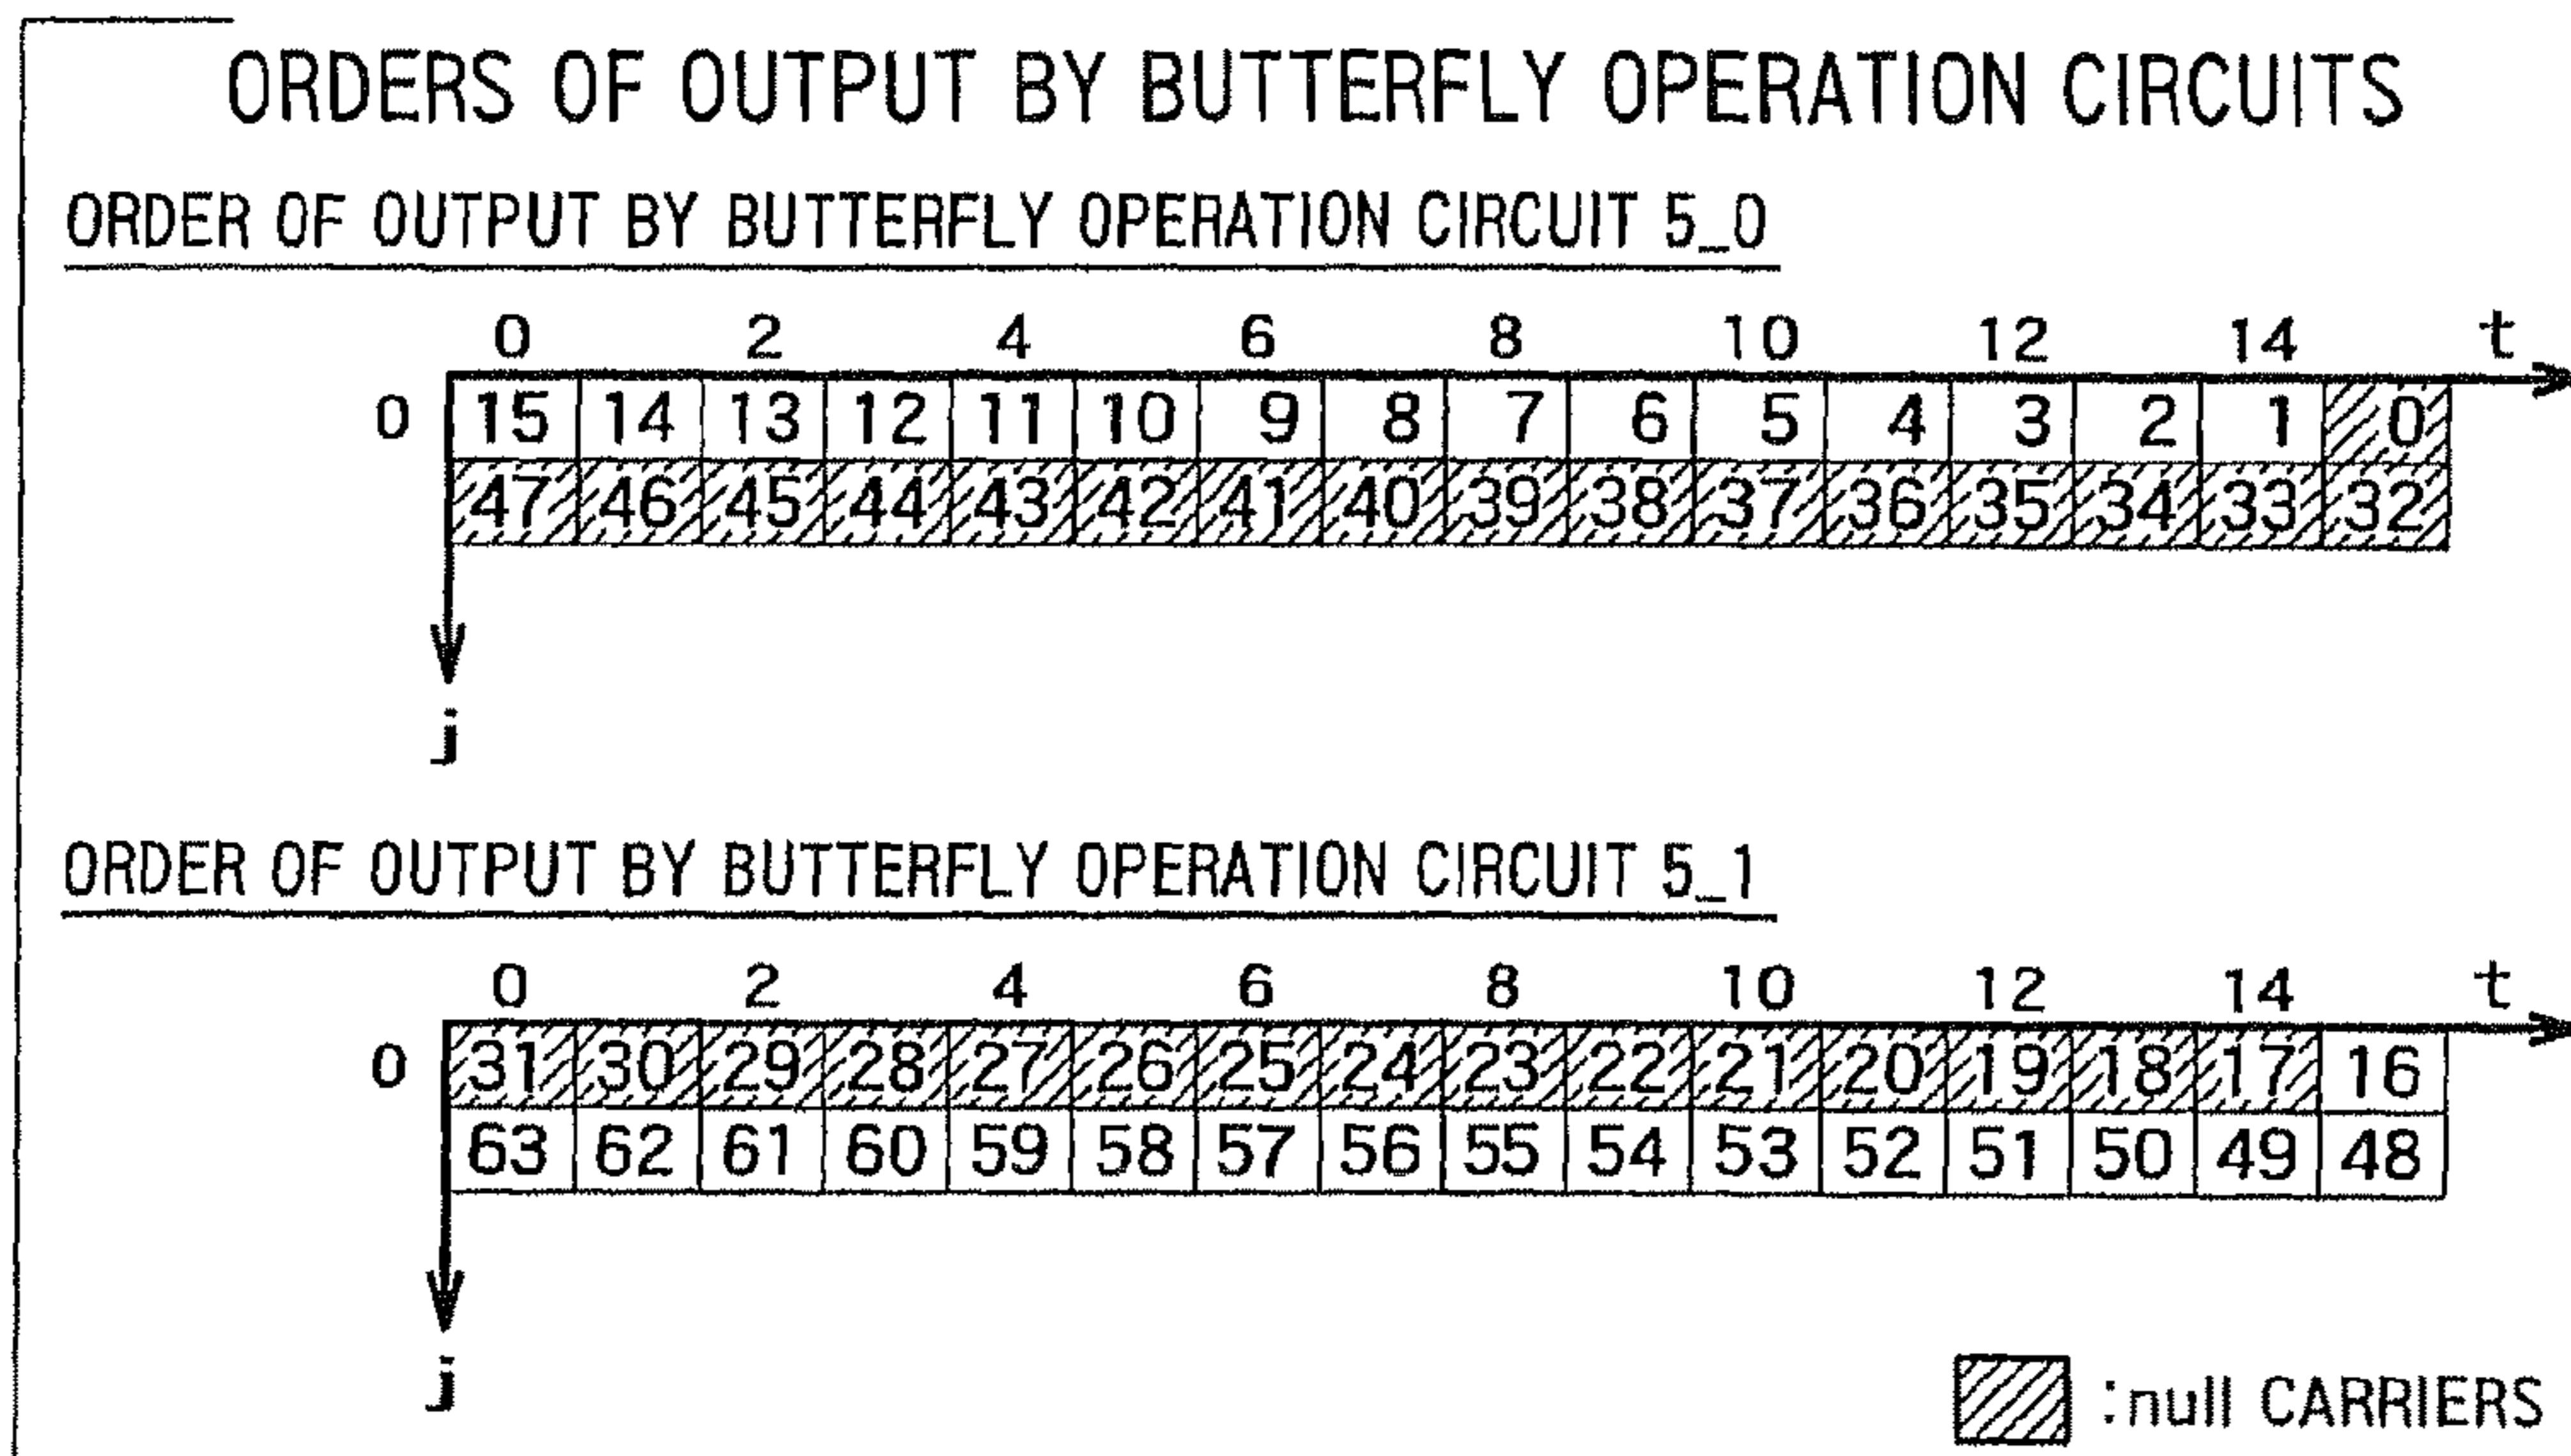 ORDERS OF OUTPUT BY BUTTERFLY OPERATION CIRCUITS
ORDER OF OUTPUT BY BUTTERFLY OPERATION CIRCUIT 5_0
0 2 4 6 8 10 12 14 t
0 15 14 13 12 11 10 9 8 7 6 5 4 3 2 1 0
47 46 45 44 43 42 41 40 39 38 37 36 35 34 33 32
j
ORDER OF OUTPUT BY BUTTERFLY OPERATION CIRCUIT 5_1
0 2 4 6 8 10 12 14 t
0 31 30 29 28 27 26 25 24 23 22 21 20 19 18 17 16
63 62 61 60 59 58 57 56 55 54 53 52 51 50 49 48
j
:null CARRIERS